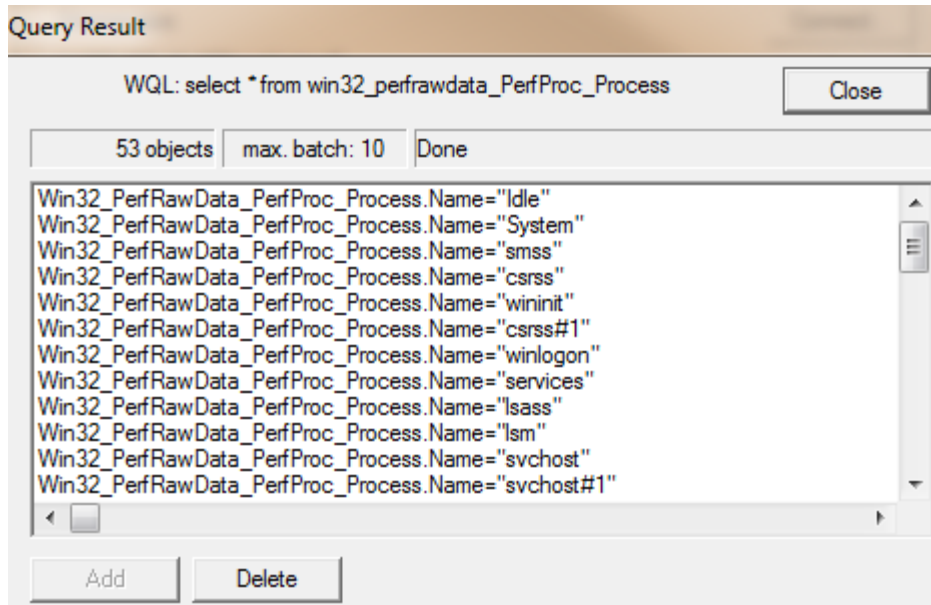 Query Result
WQL: select * from win32_perfrawdata_PerfProc_Process
Close
53 objects
max. batch: 10
Done
Win32_PerfRawData_PerfProc_Process.Name="Idle"
Win32_PerfRawData_PerfProc_Process.Name="System"
Win32_PerfRawData_PerfProc_Process.Name="smss"
Win32_PerfRawData_PerfProc_Process.Name="csrss"
Win32_PerfRawData_PerfProc_Process.Name="wininit"
Win32_PerfRawData_PerfProc_Process.Name="csrss#1"
Win32_PerfRawData_PerfProc_Process.Name="winlogon"
Win32_PerfRawData_PerfProc_Process.Name="services"
Win32_PerfRawData_PerfProc_Process.Name="lsass"
Win32_PerfRawData_PerfProc_Process.Name="lsm"
Win32_PerfRawData_PerfProc_Process.Name="svchost"
Win32_PerfRawData_PerfProc_Process.Name="svchost#1"
Add
Delete